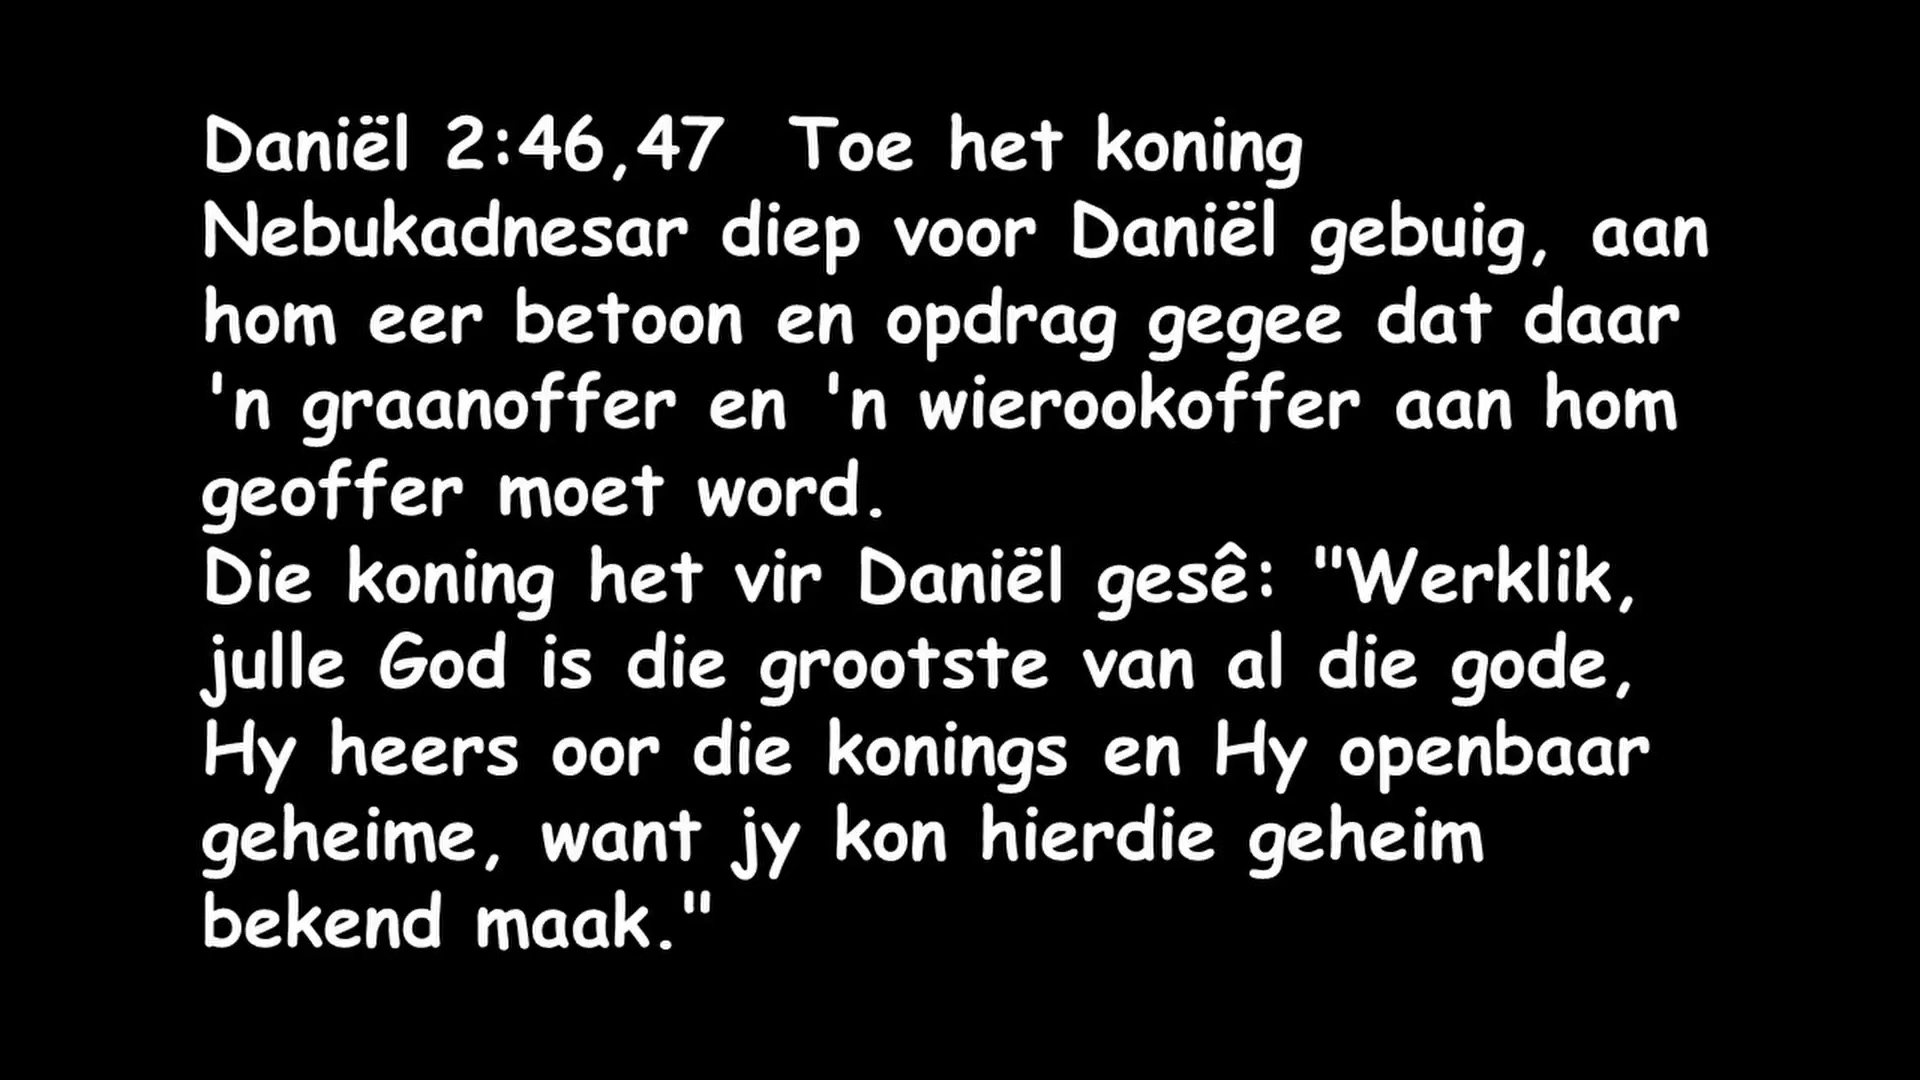 Daniël 2:46,47  Toe het koning
Nebukadnesar diep voor Daniël gebuig, aan
hom eer betoon en opdrag gegee dat daar
'n graanoffer en 'n wierookoffer aan hom
geoffer moet word.
Die koning het vir Daniël gesê: "Werklik,
julle God is die grootste van al die gode,
Hy heers oor die konings en Hy openbaar
geheime, want jy kon hierdie geheim
bekend maak."